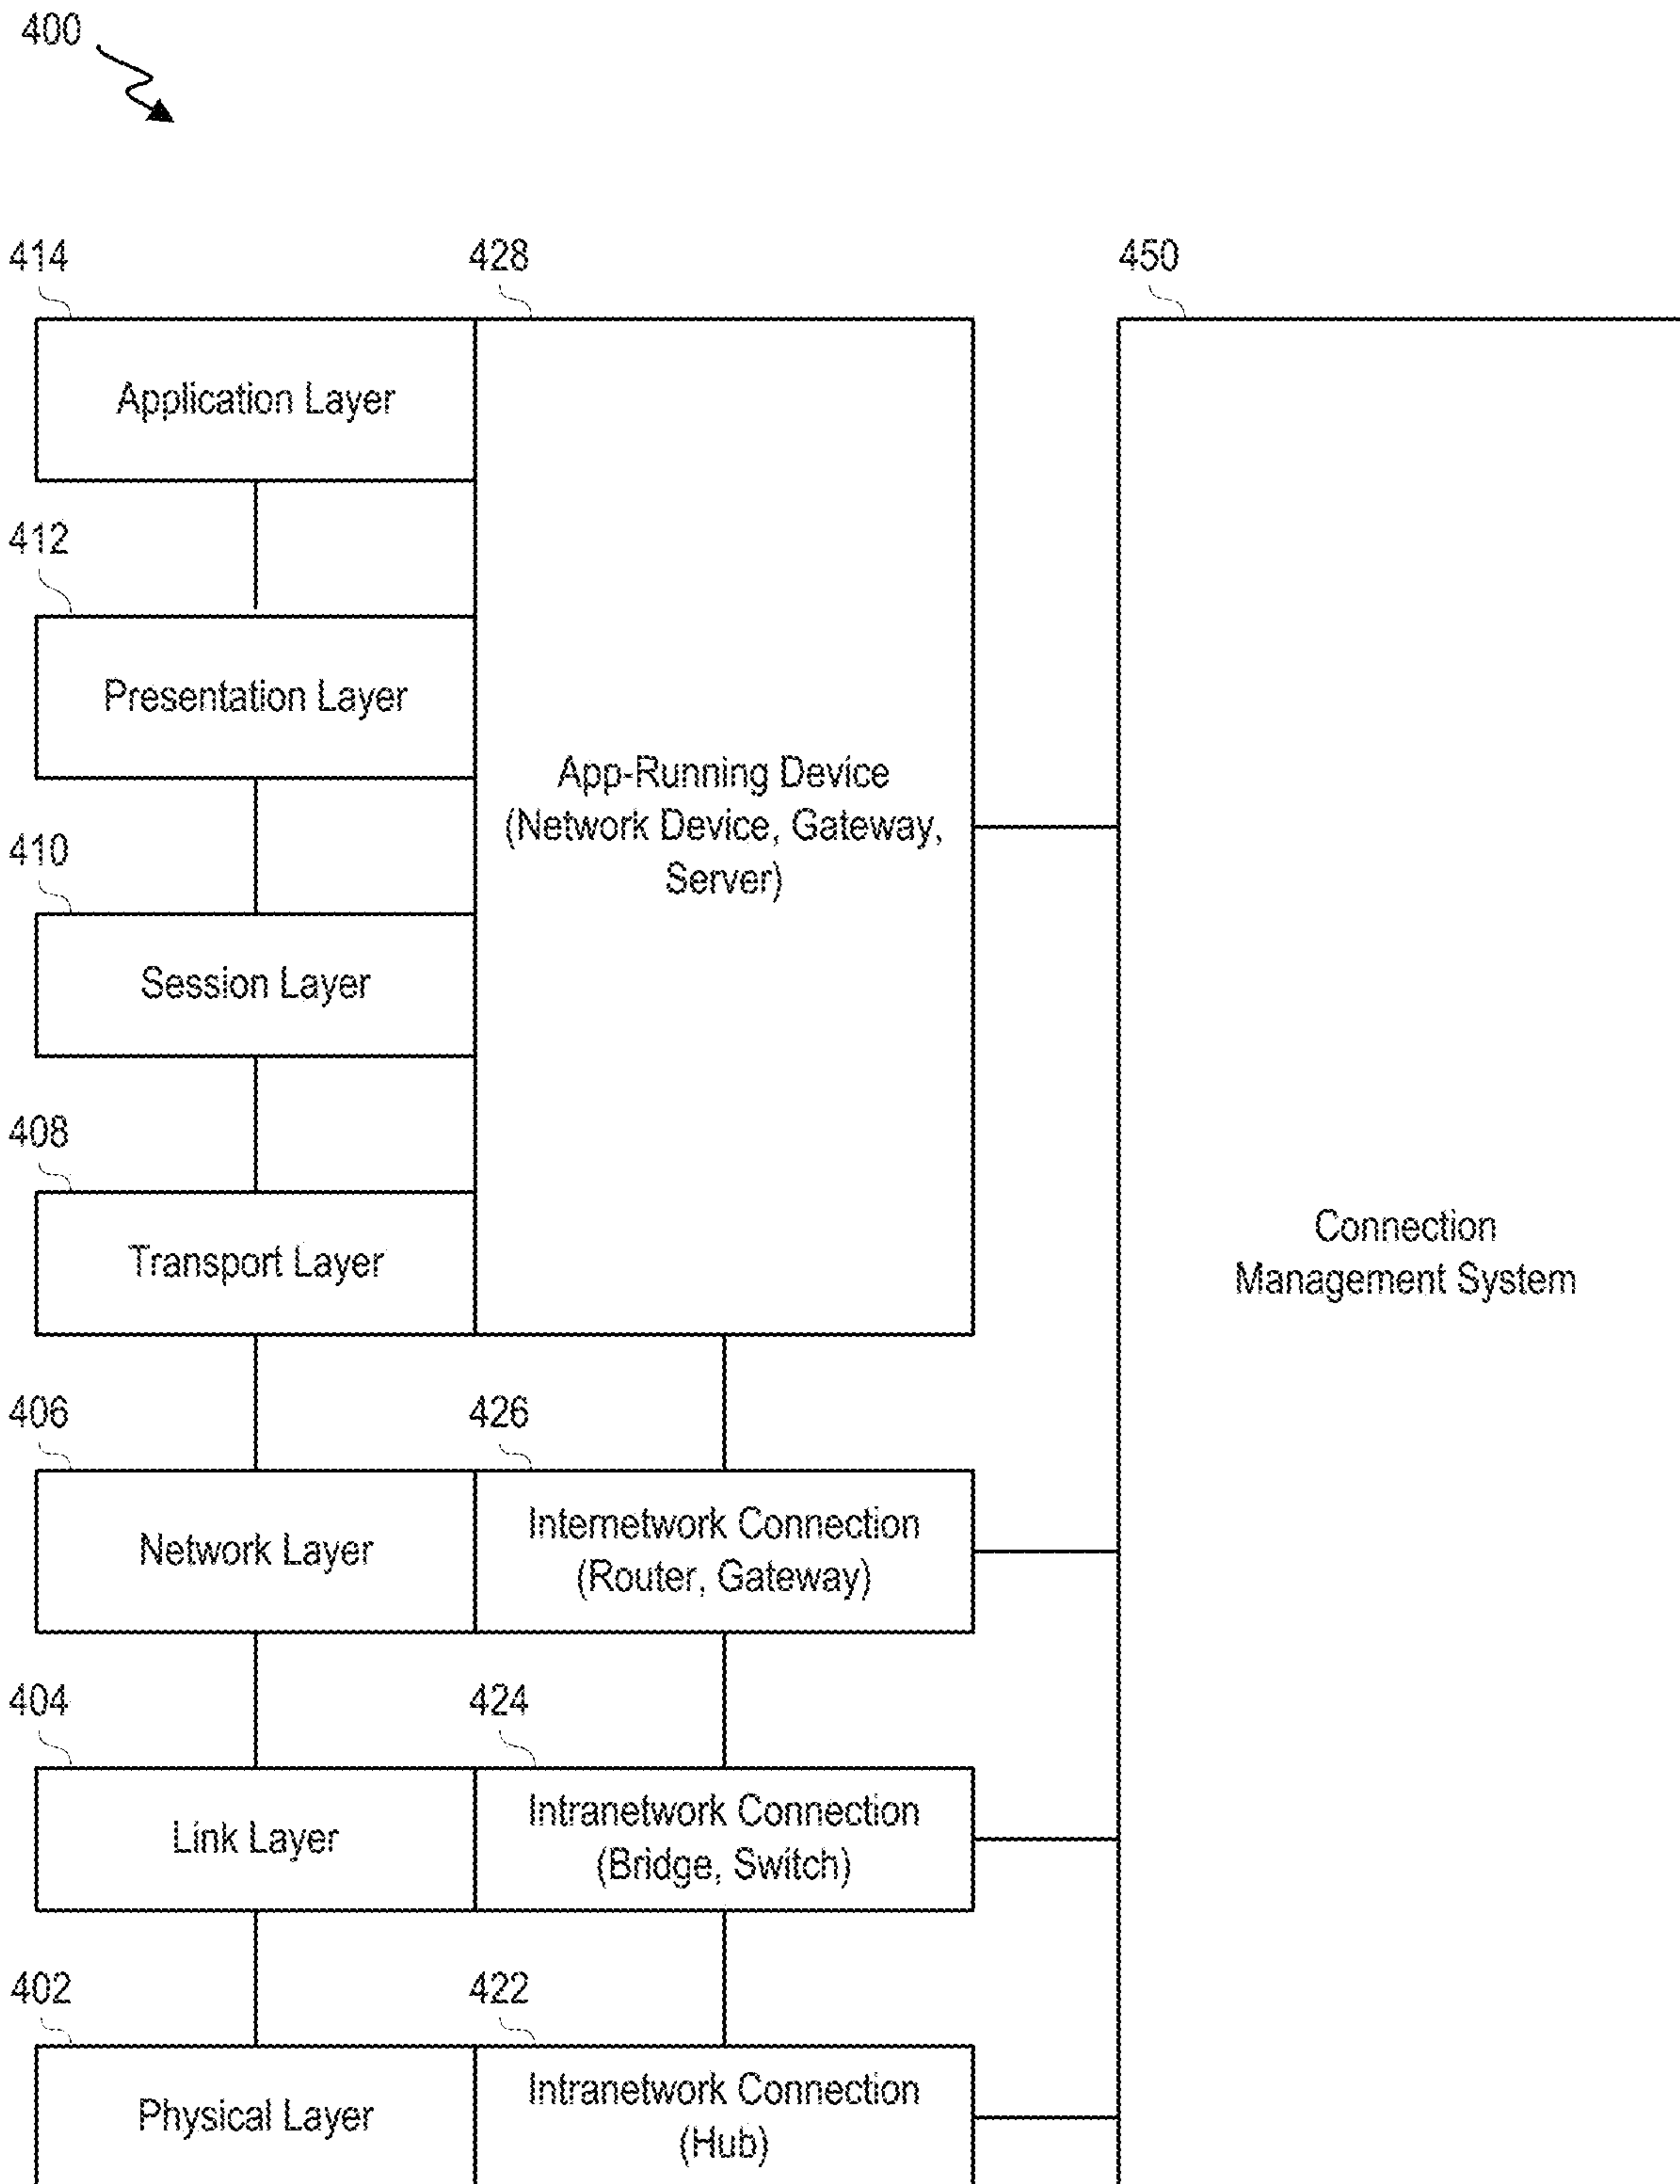 400
414
428
450
Application Layer
412
Presentation Layer
App-Running Device
(Network Device, Gateway,
Server)
410
Session Layer
408
Transport Layer
Connection
Management System
406
426
Network Layer
Internetwork Connection
(Router, Gateway)
404
424
Link Layer
Intranetwork Connection
(Bridge, Switch)
402
422
Physical Layer
Intranetwork Connection
(Hub)